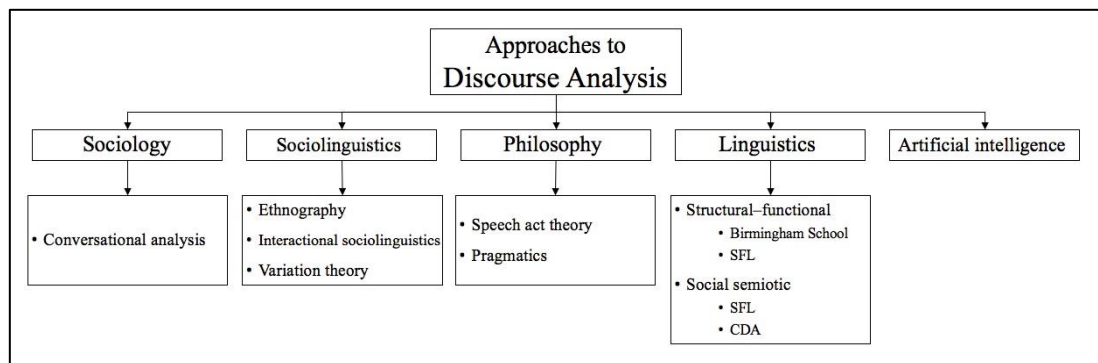 Approaches to
Discourse Analysis
Sociology
Sociolinguistics
Philosophy
Linguistics
Artificial intelligence
• Conversational analysis
• Ethnography
• Interactional sociolinguistics
• Variation theory
• Speech act theory
• Pragmatics
• Structural–functional
• Birmingham School
• SFL
• Social semiotic
• SFL
• CDA